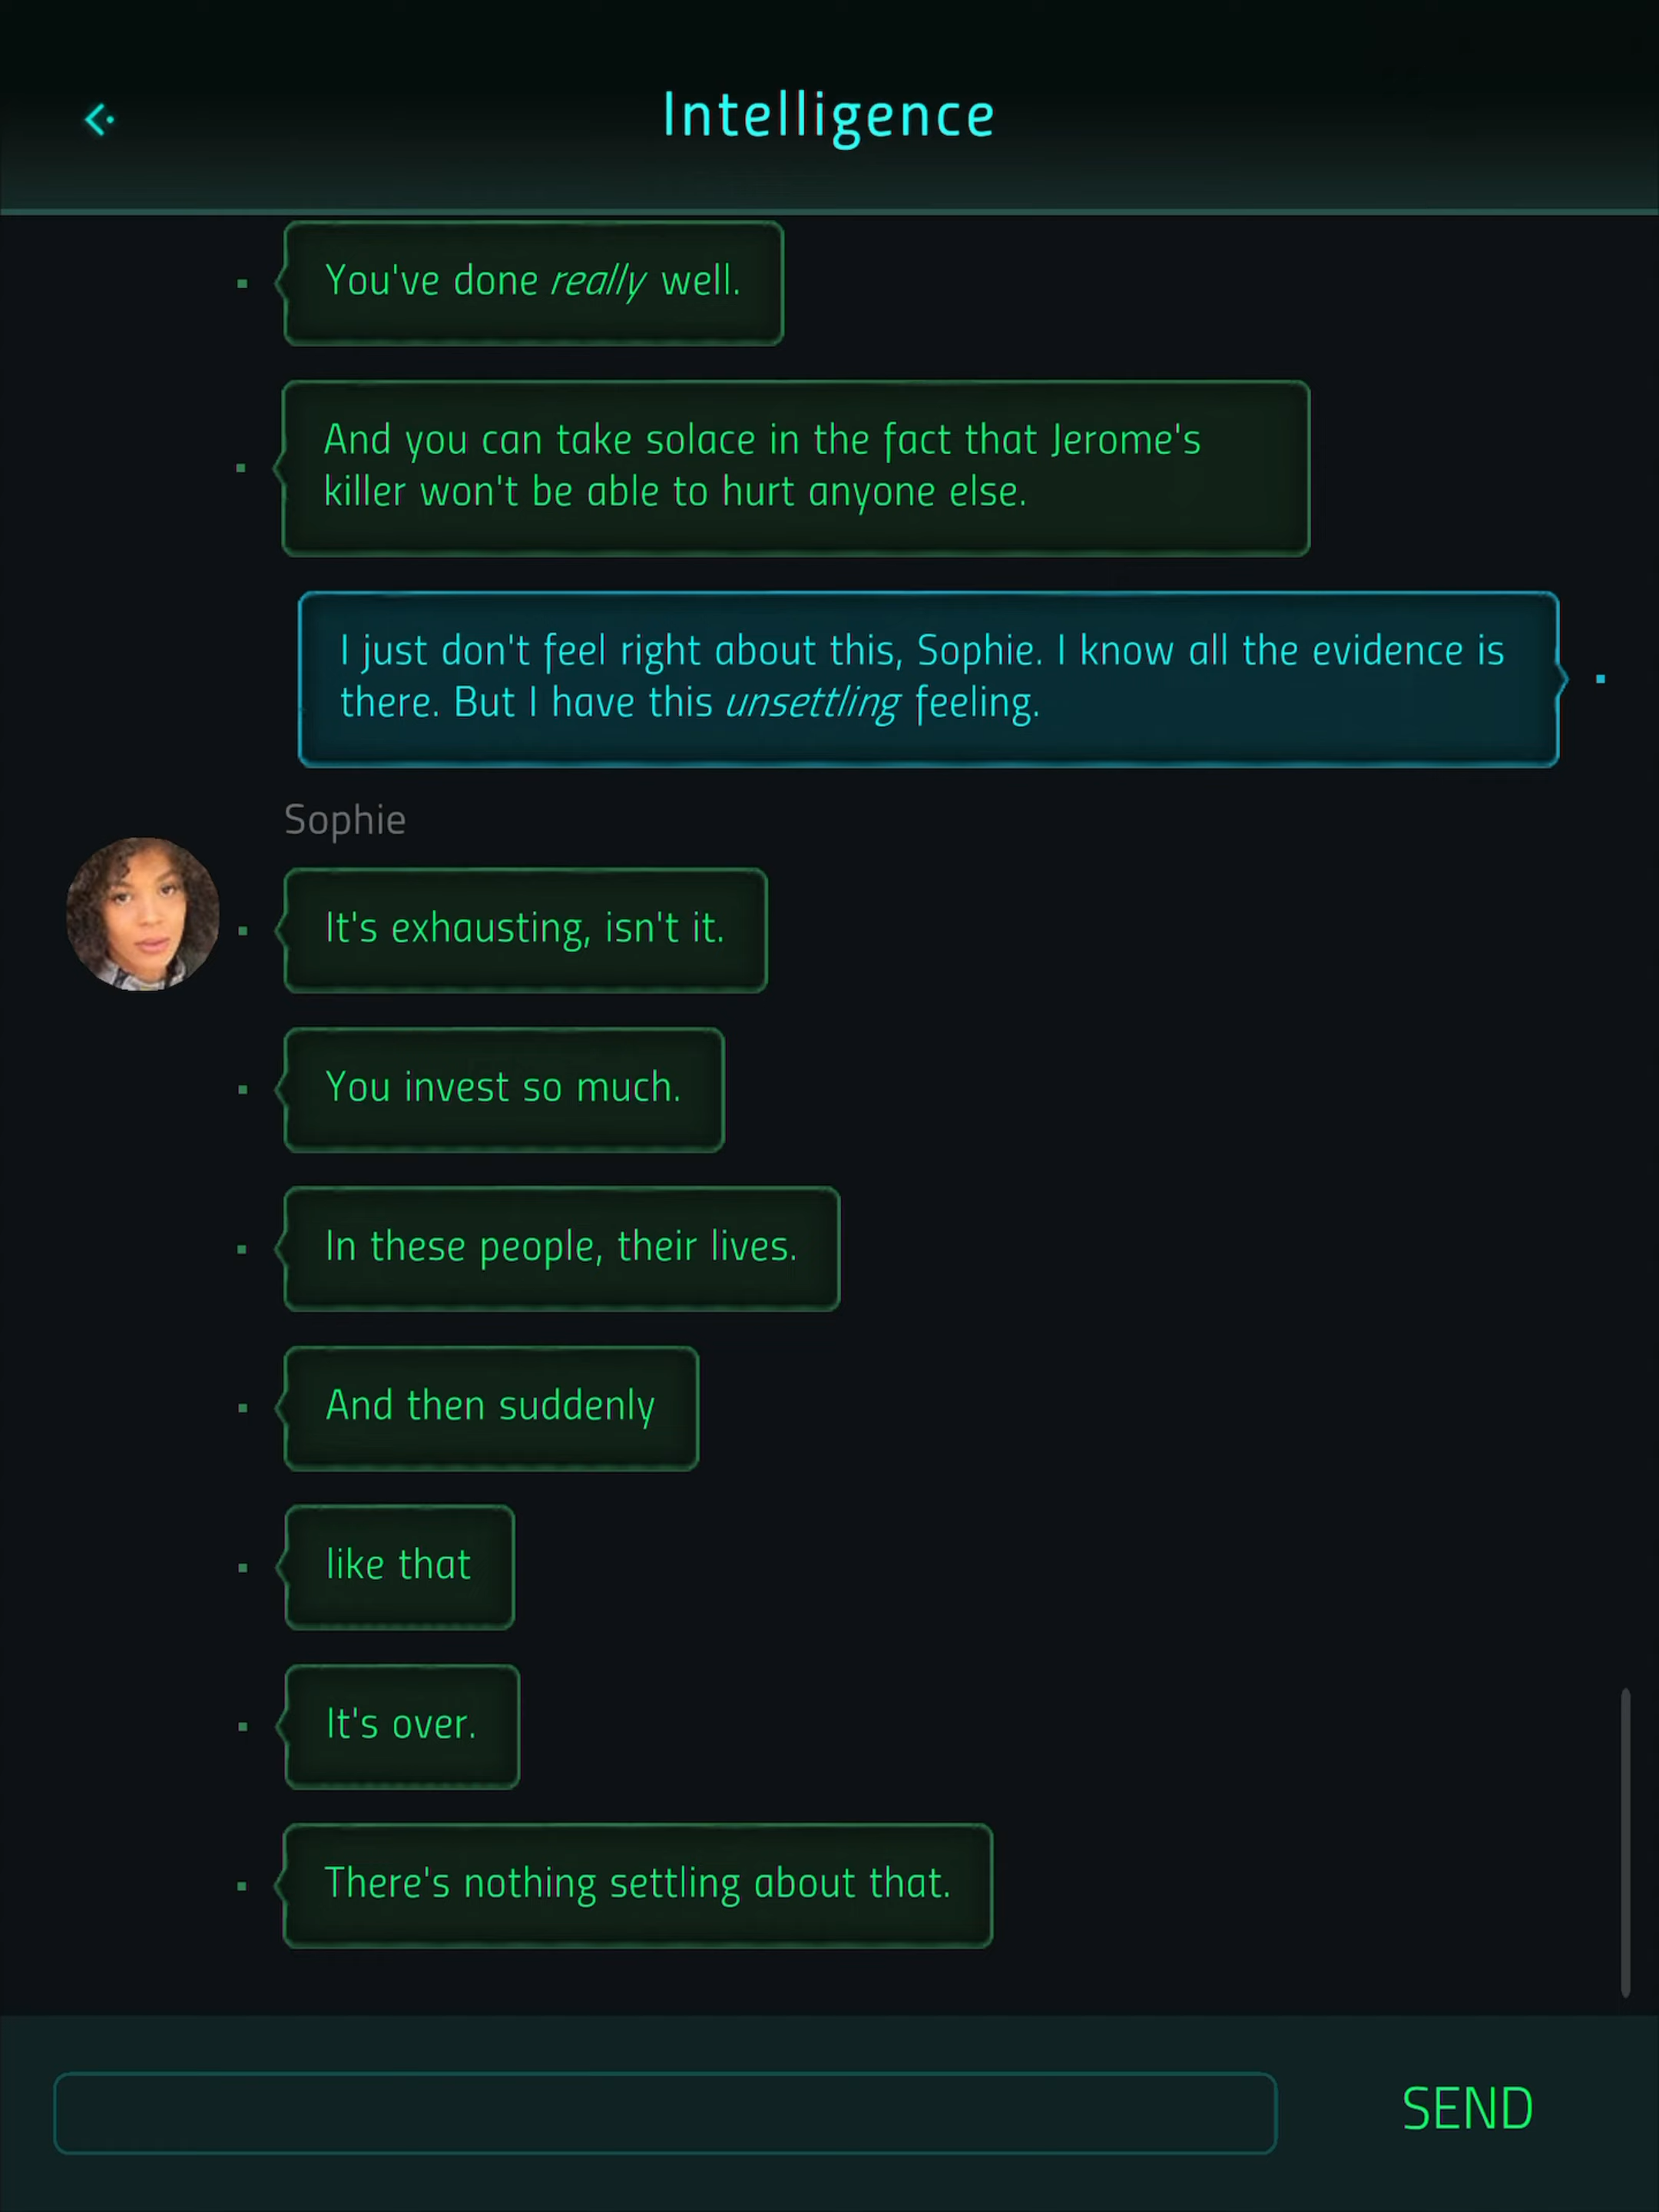 Intelligence
You've done really well.
And you can take solace in the fact that Jerome's
killer won't be able to hurt anyone else.
I just don't feel right about this, Sophie. I know all the evidence is
there. But I have this unsettling feeling.
Sophie
It's exhausting, isn't it.
You invest so much.
In these people, their lives.
And then suddenly
like that
It's over.
There's nothing settling about that.
SEND